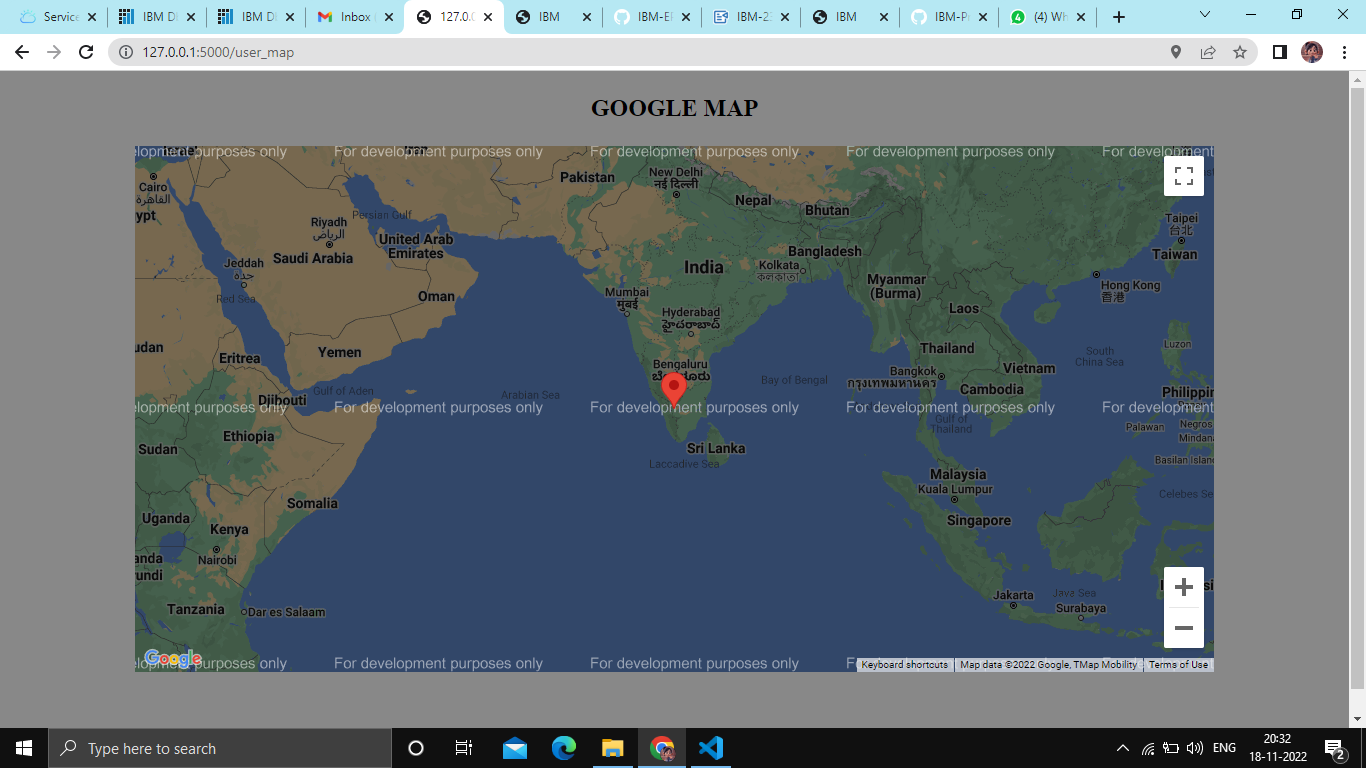 Service
IBM D
IBM D
Inbox
127.0.
IBM
IBM-E
IBM-2
IBM
IBM-Pr
(4) Wh
127.0.0.1:5000/user_map
GOOGLE MAP
elopment purposes only For development purposes only For development purposes only For development purposes only For development
Cairo
القاهرة
ypt
Riyadh
الرياض
Persian Gulf
United Arab
Emirates
Saudi Arabia
Jeddah
جدة
Red Sea
Oman
Yemen
udan
Eritrea
Gulf of Aden
Djibouti
Arabian Sea
Pakistan
New Delhi
नई दिल्ली
Nepal
Bhutan
Bangladesh
India
Kolkata
কলকাতা
Mumbai
मुंबई
Hyderabad
హైదరాబాద్
Bengaluru
Myanmar
(Burma)
Laos
Hong Kong
香港
Taipei
台北
Taiwan
Thailand
Vietnam
South
China Sea
Luzon
Bangkok
กรุงเทพมหานคร
Cambodia
Bay of Bengal
Philippin
elopment purposes only For development purposes only For development purposes only For development purposes only For development
Gulf of
Thailand
Palawan
Negros
Mindana
Basilan Island
Ethiopia
Sudan
Sri Lanka
Laccadive Sea
Malaysia
Kuala Lumpur
Celebes Se
Somalia
Singapore
Uganda
Kenya
Nairobi
anda
undi
Tanzania
Dar es Salaam
Jakarta
Java Sea
Surabaya
Google
elopment purposes only For development purposes only For development purposes only
Keyboard shortcuts Map data ©2022 Google, TMap Mobility Terms of Use
Type here to search
ENG
20:32
18-11-2022
2